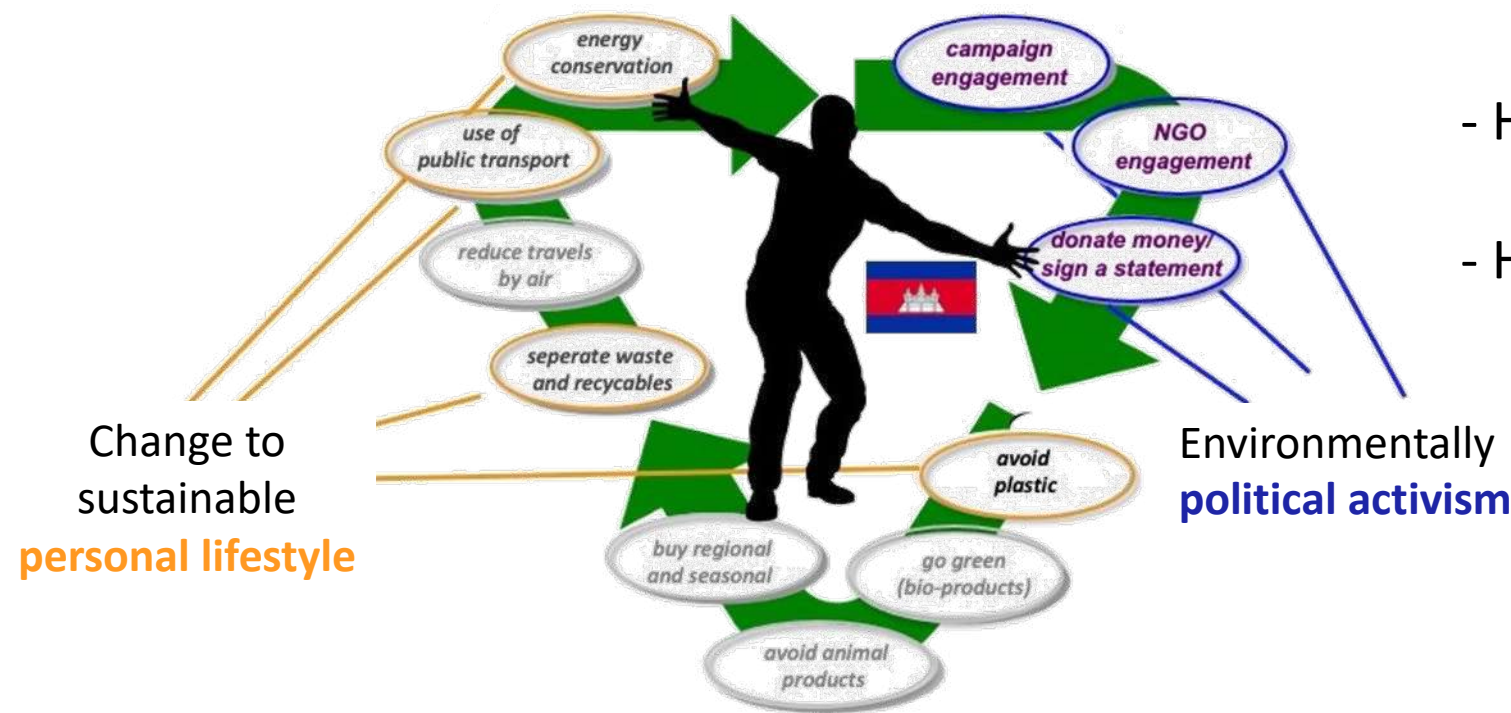 energy
conservation
campaign
engagement
use of
public transport
NGO
engagement
- H
reduce travels
by air
donate money/
sign a statement
- H
seperate waste
and recycables
Change to
sustainable
personal lifestyle
avoid
plastic
Environmentally
political activism
buy regional
and seasonal
go green
(bio-products)
avoid animal
products